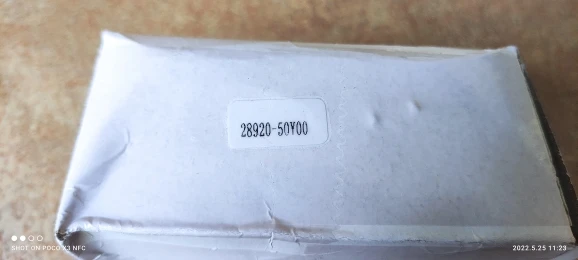 28920-50Y00
SHOT ON POCO X3 NFC
2022.5.25 11:23